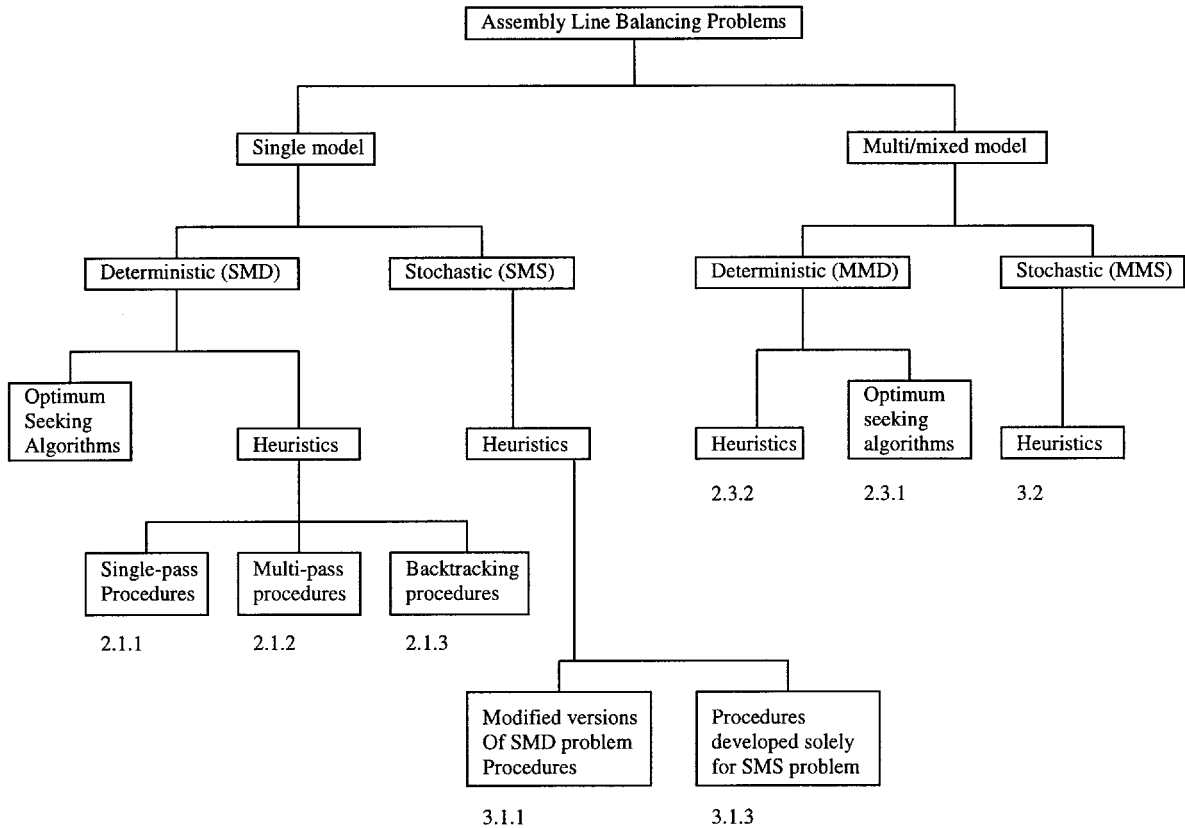 Assembly Line Balancing Problems
Single model
Multi/mixed model
Deterministic (SMD)
Stochastic (SMS)
Deterministic (MMD)
Stochastic (MMS)
Optimum
Seeking
Algorithms
Heuristics
Heuristics
Heuristics
Optimum
seeking
algorithms
Heuristics
2.3.2
2.3.1
3.2
Single-pass
Procedures
Multi-pass
procedures
Backtracking
procedures
2.1.1
2.1.2
2.1.3
Modified versions
Of SMD problem
Procedures
Procedures
developed solely
for SMS problem
3.1.1
3.1.3